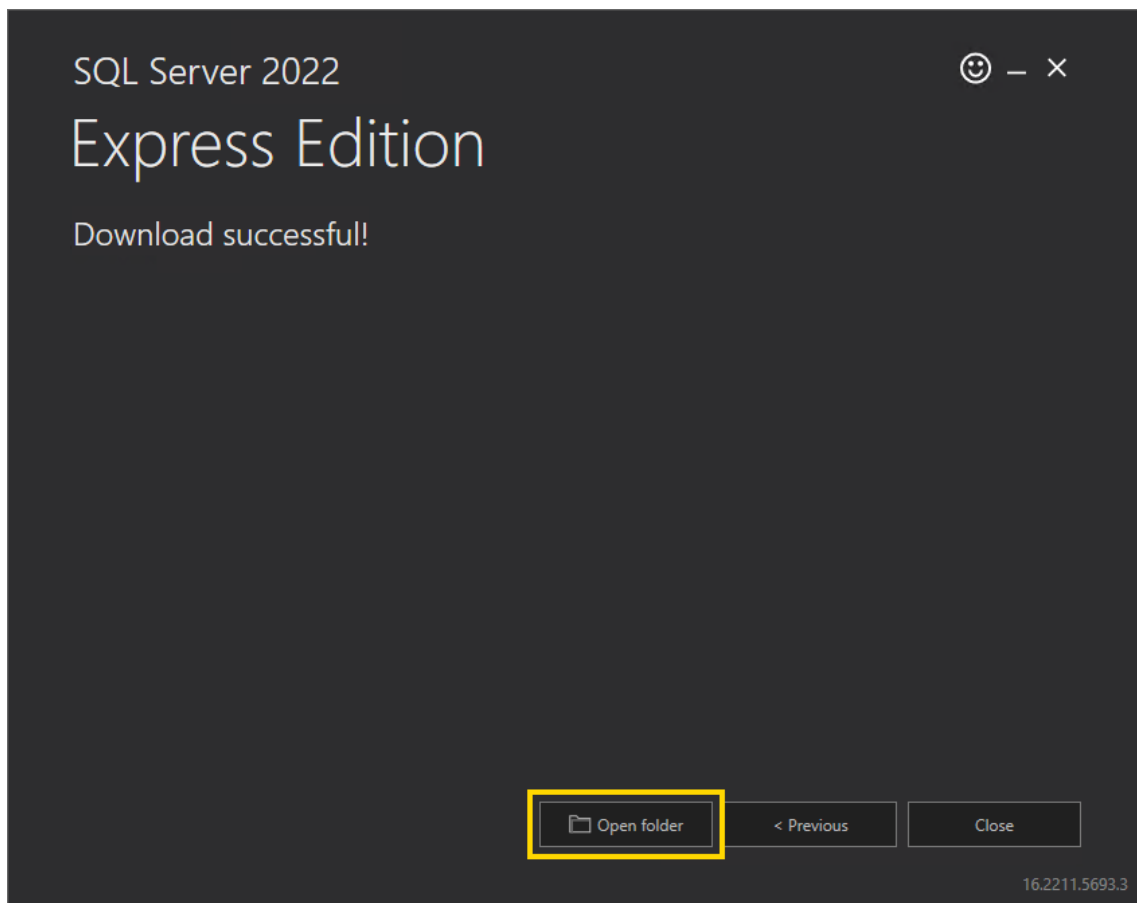 SQL Server 2022
Express Edition
Download successful!
Open folder
< Previous
Close
16.2211.5693.3